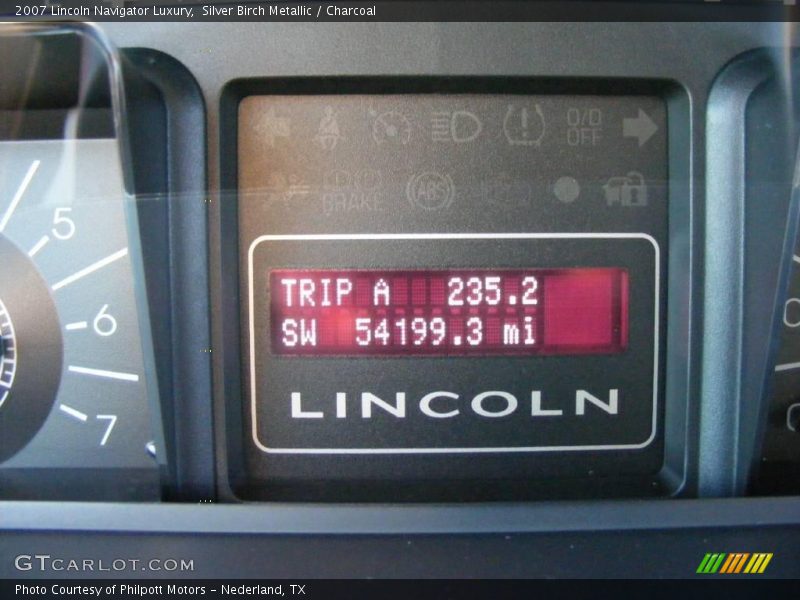 2007 Lincoln Navigator Luxury, Silver Birch Metallic / Charcoal
O/D
OFF
BRAKE
ABS
5
6
7
TRIP A 235.2
SW 54199.3 mi
LINCOLN
GTCARLOT.COM
Photo Courtesy of Philpott Motors - Nederland, TX